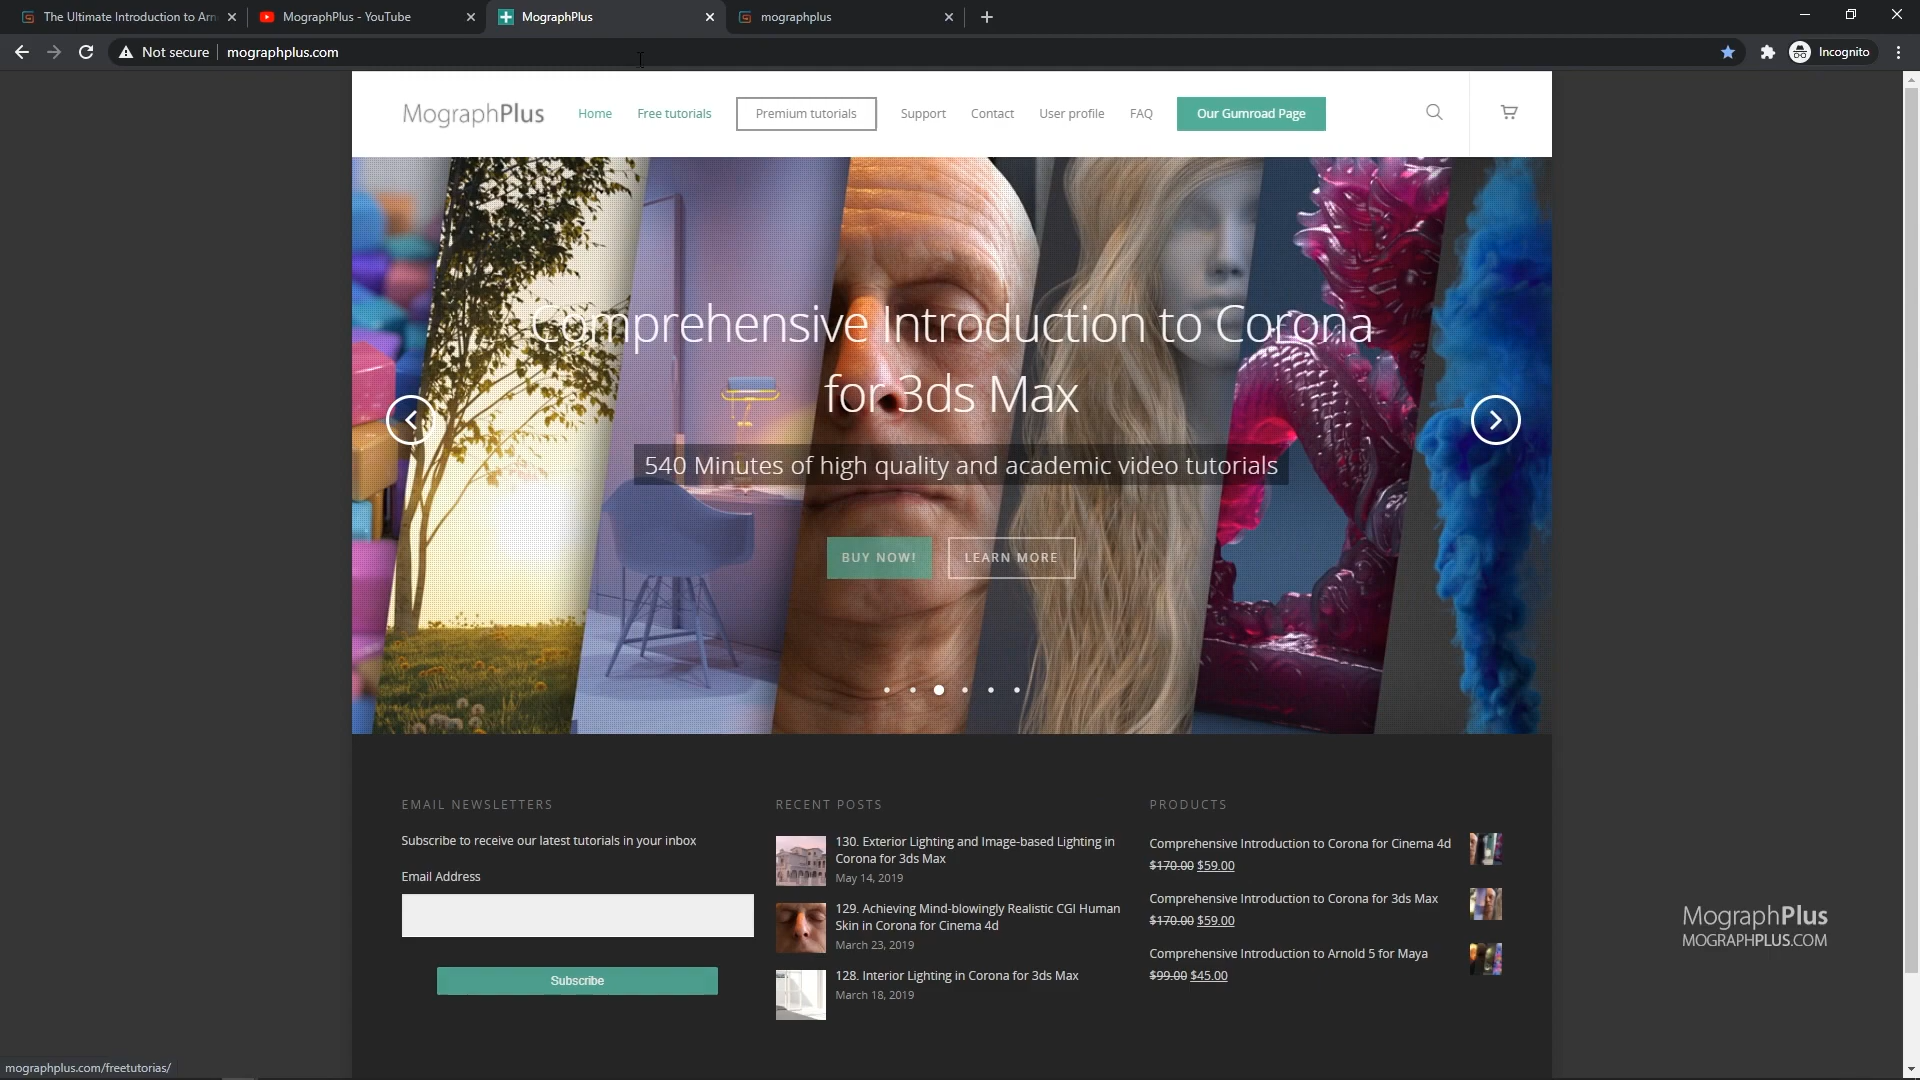 The Ultimate Introduction to Arn
MographPlus - YouTube
MographPlus
mographplus
Not secure
mographplus.com
Incognito
MographPlus
Home
Free tutorials
Premium tutorials
Support
Contact
User profile
FAQ
Our Gumroad Page
Comprehensive Introduction to Corona
for 3ds Max
540 Minutes of high quality and academic video tutorials
BUY NOW!
LEARN MORE
EMAIL NEWSLETTERS
Subscribe to receive our latest tutorials in your inbox
Email Address
Subscribe
RECENT POSTS
130. Exterior Lighting and Image-based Lighting in
Corona for 3ds Max
May 14, 2019
129. Achieving Mind-blowingly Realistic CGI Human
Skin in Corona for Cinema 4d
March 23, 2019
128. Interior Lighting in Corona for 3ds Max
March 18, 2019
PRODUCTS
Comprehensive Introduction to Corona for Cinema 4d
$170.00 $59.00
Comprehensive Introduction to Corona for 3ds Max
$170.00 $59.00
Comprehensive Introduction to Arnold 5 for Maya
$99.00 $45.00
MographPlus
MOGRAPHPLUS.COM
mographplus.com/freetutorias/